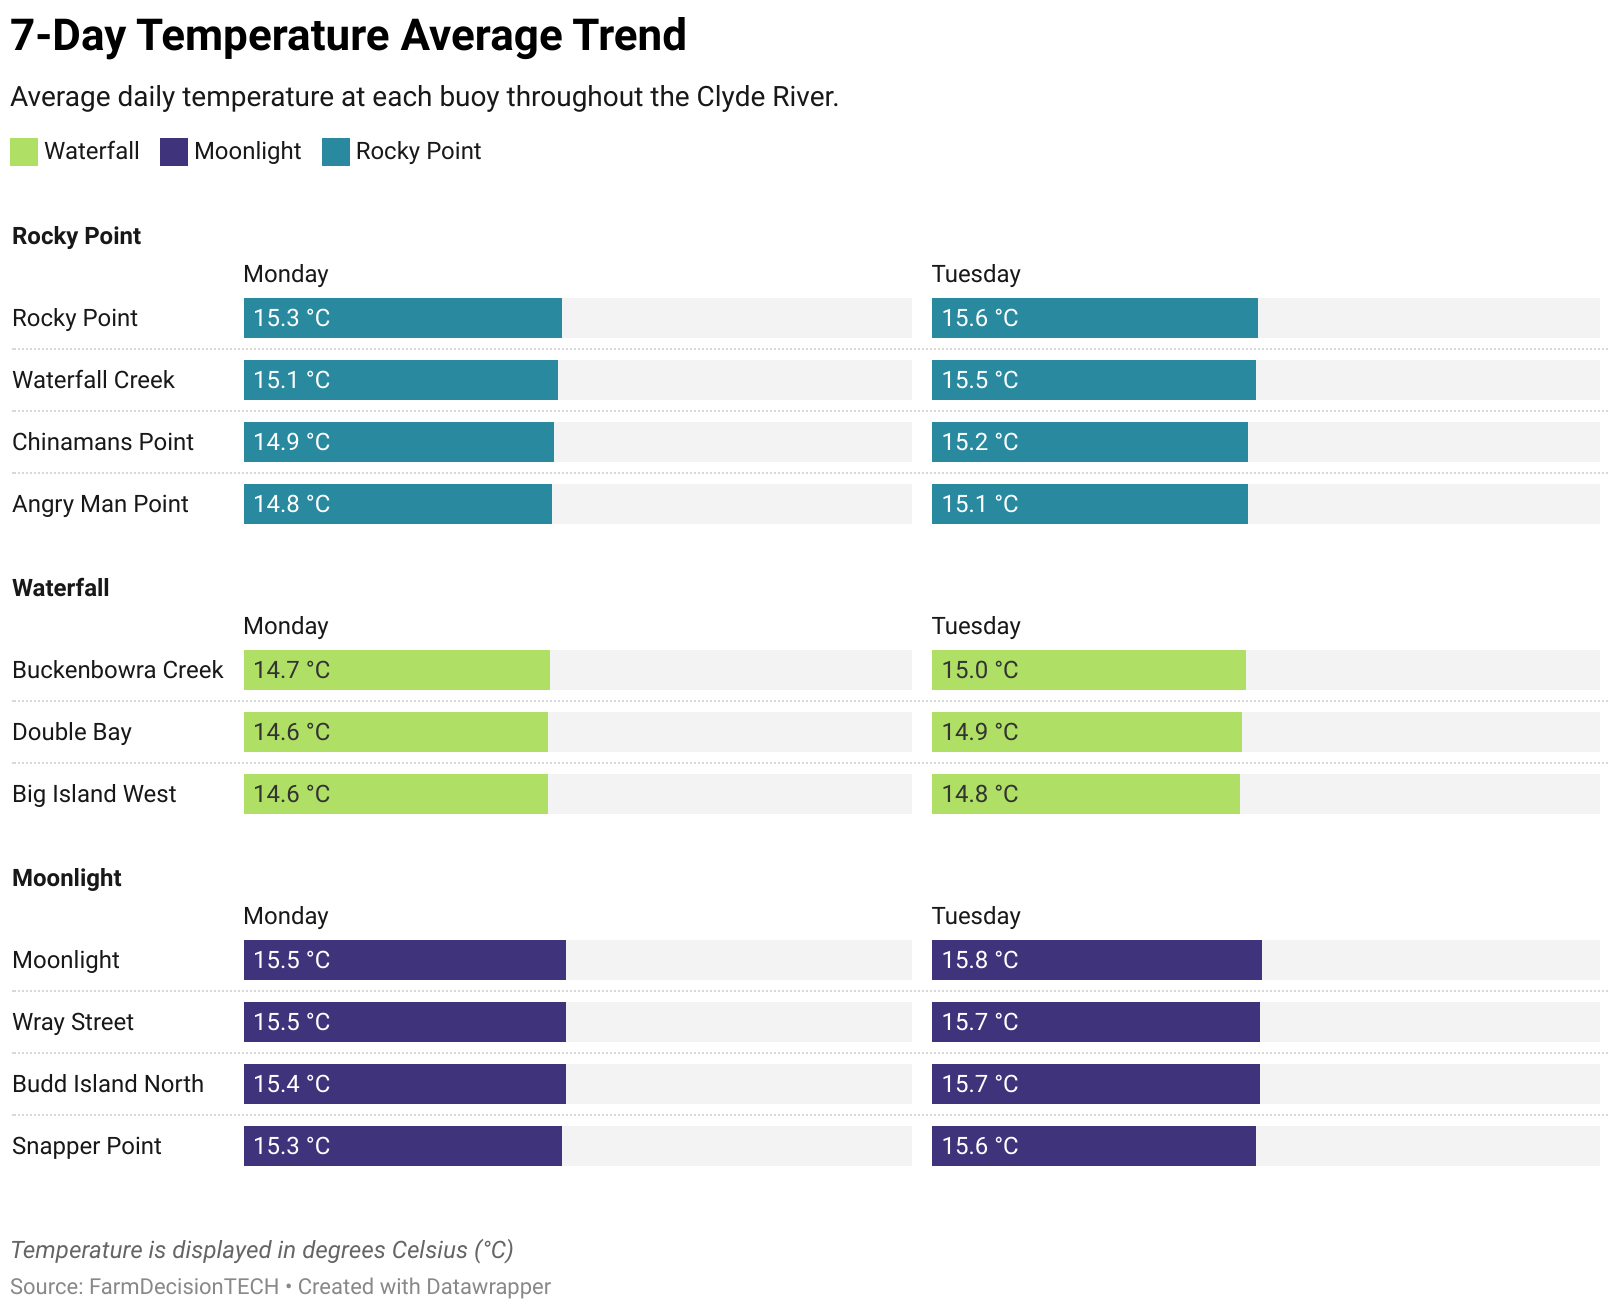 7-Day Temperature Average Trend
Average daily temperature at each buoy throughout the Clyde River.
Waterfall Moonlight Rocky Point
Rocky Point
Monday Tuesday
Rocky Point 15.3 °C 15.6 °C
Waterfall Creek 15.1 °C 15.5 °C
Chinamans Point 14.9 °C 15.2 °C
Angry Man Point 14.8 °C 15.1 °C
Waterfall
Monday Tuesday
Buckenbowra Creek 14.7 °C 15.0 °C
Double Bay 14.6 °C 14.9 °C
Big Island West 14.6 °C 14.8 °C
Moonlight
Monday Tuesday
Moonlight 15.5 °C 15.8 °C
Wray Street 15.5 °C 15.7 °C
Budd Island North 15.4 °C 15.7 °C
Snapper Point 15.3 °C 15.6 °C
Temperature is displayed in degrees Celsius (°C)
Source: FarmDecisionTECH • Created with Datawrapper